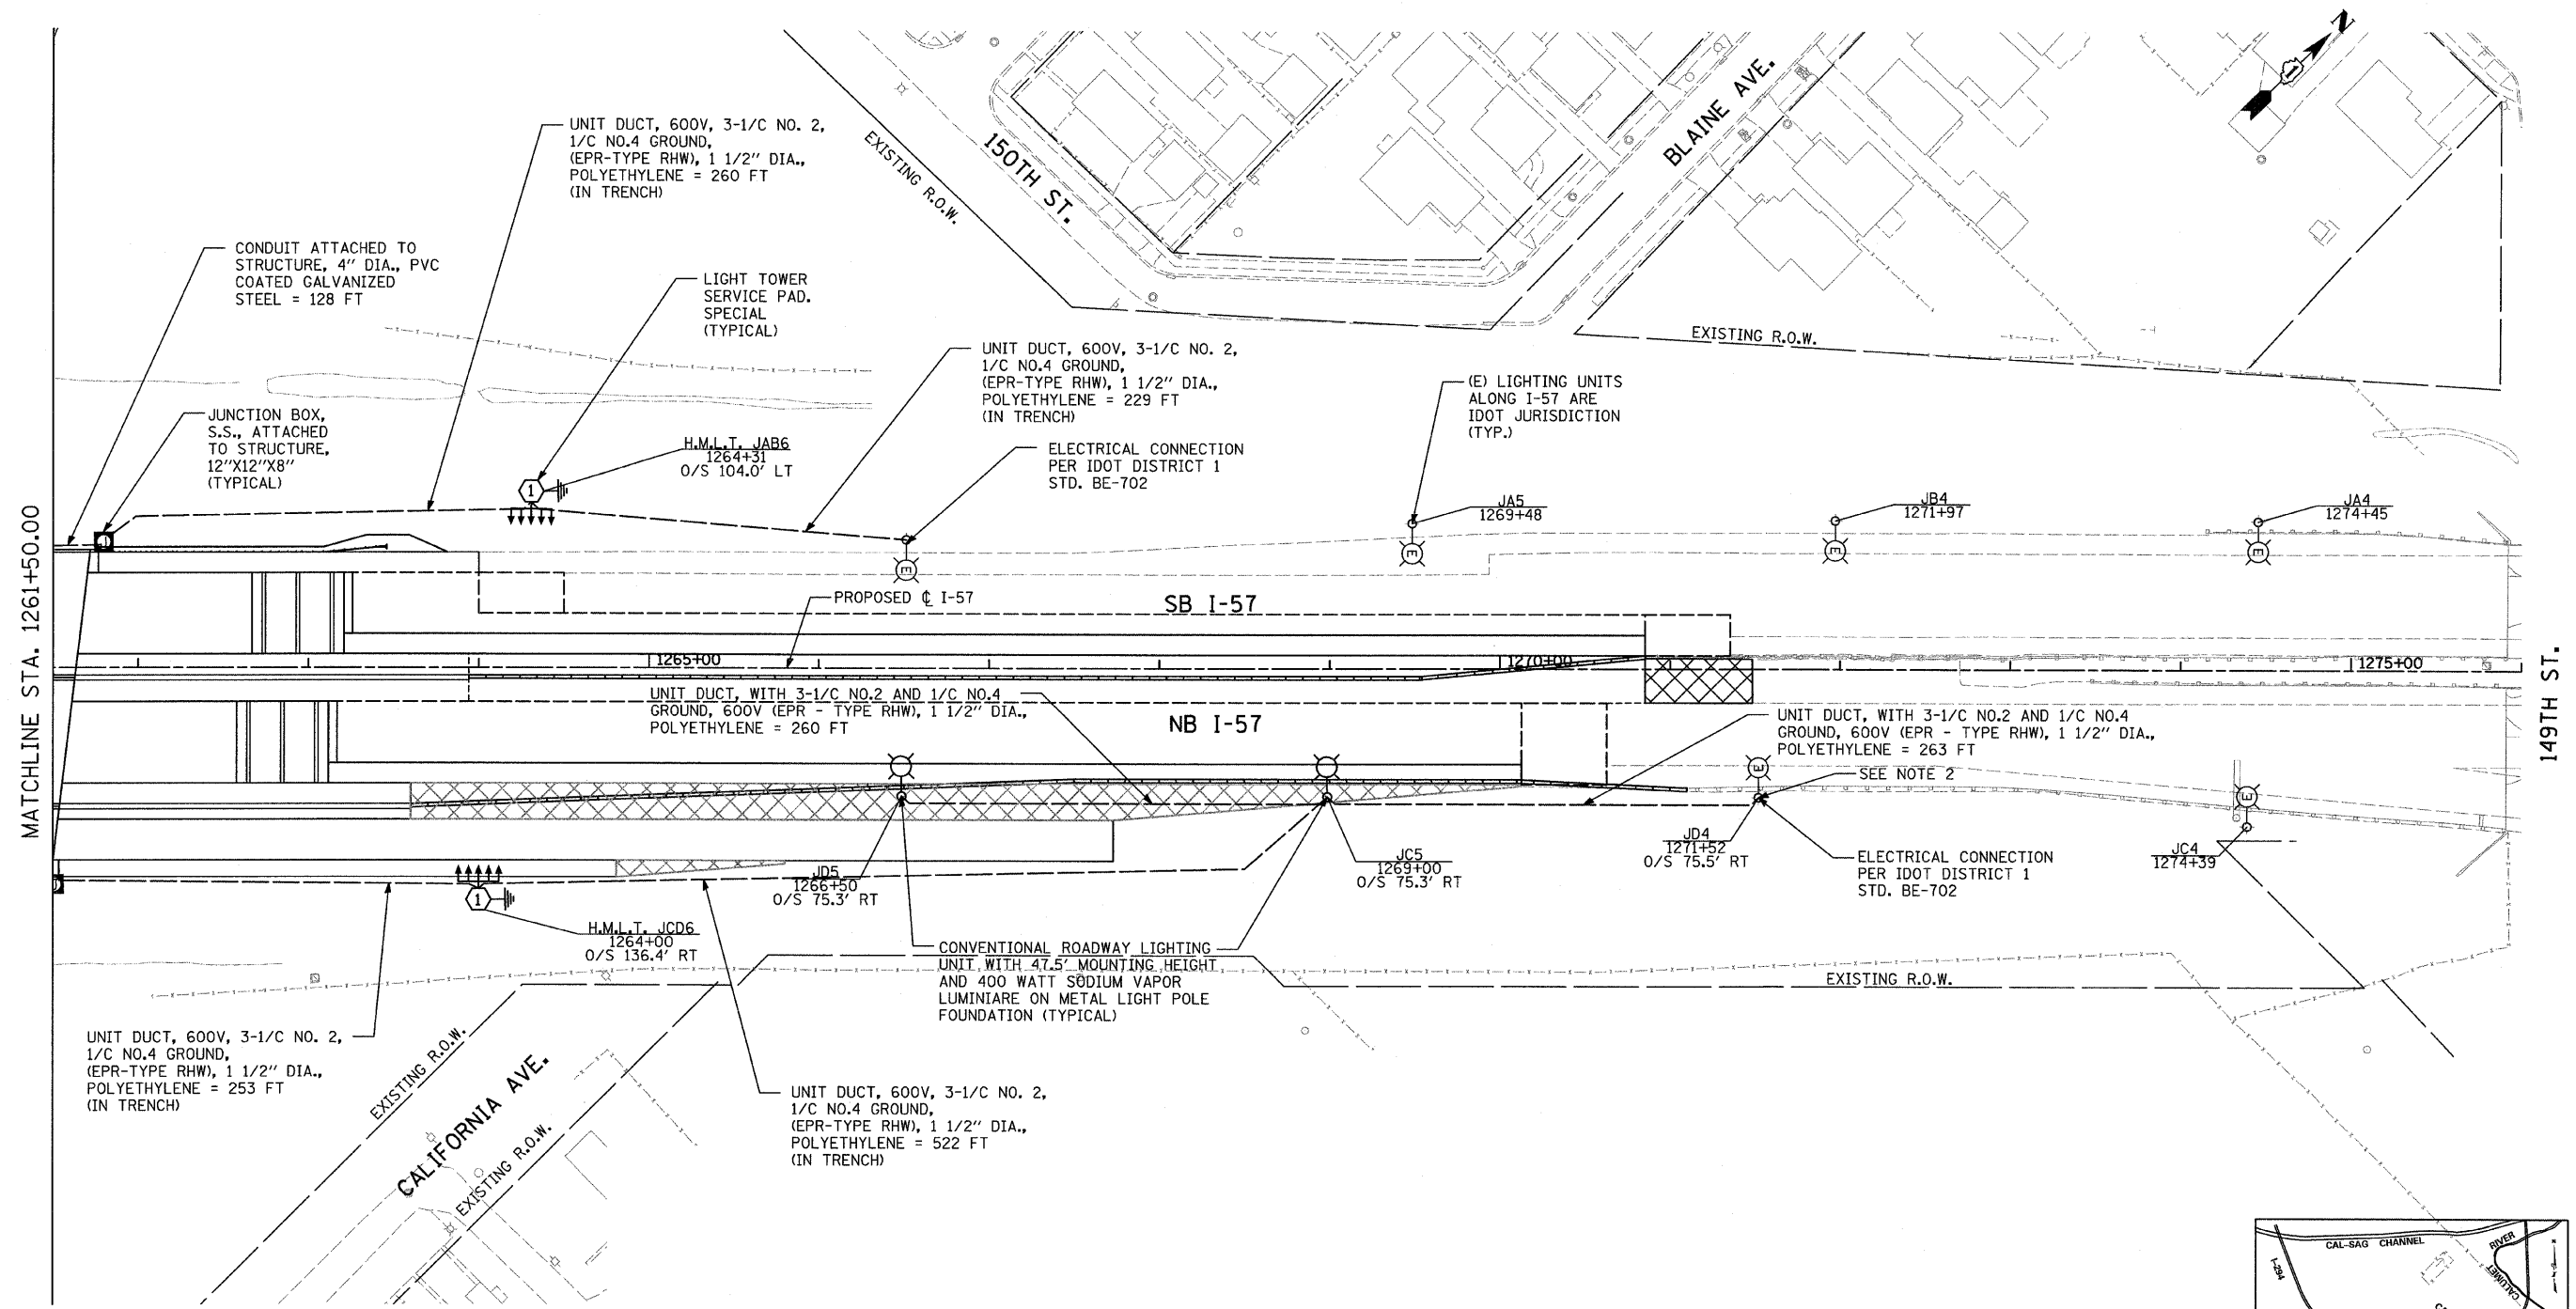 N
1
UNIT DUCT, 600V, 3-1/C NO. 2,
1/C NO.4 GROUND,
(EPR-TYPE RHW), 1 1/2" DIA.,
POLYETHYLENE = 260 FT
(IN TRENCH)
EXISTING R.O.W.
150TH ST.
BLAINE AVE.
CONDUIT ATTACHED TO
STRUCTURE, 4" DIA., PVC
COATED GALVANIZED
STEEL = 128 FT
LIGHT TOWER
SERVICE PAD.
SPECIAL
(TYPICAL)
EXISTING R.O.W.
UNIT DUCT, 600V, 3-1/C NO. 2,
1/C NO.4 GROUND,
(EPR-TYPE RHW), 1 1/2" DIA.,
POLYETHYLENE = 229 FT
(IN TRENCH)
(E) LIGHTING UNITS
ALONG I-57 ARE
IDOT JURISDICTION
(TYP.)
JUNCTION BOX,
S.S., ATTACHED
TO STRUCTURE,
12"X12"X8"
(TYPICAL)
H.M.L.T. JAB6
1264+31
O/S 104.0' LT
ELECTRICAL CONNECTION
PER IDOT DISTRICT 1
STD. BE-702
1
JA5
1269+48
JB4
1271+97
JA4
1274+45
E
E
E
E
MATCHLINE STA. 1261+50.00
PROPOSED ℄ I-57
SB I-57
1265+00
1270+00
1275+00
149TH ST.
UNIT DUCT, WITH 3-1/C NO.2 AND 1/C NO.4
GROUND, 600V (EPR - TYPE RHW), 1 1/2" DIA.,
POLYETHYLENE = 260 FT
NB I-57
UNIT DUCT, WITH 3-1/C NO.2 AND 1/C NO.4
GROUND, 600V (EPR - TYPE RHW), 1 1/2" DIA.,
POLYETHYLENE = 263 FT
SEE NOTE 2
E
E
JD5
1266+50
O/S 75.3' RT
JC5
1269+00
O/S 75.3' RT
JD4
1271+52
O/S 75.5' RT
ELECTRICAL CONNECTION
PER IDOT DISTRICT 1
STD. BE-702
JC4
1274+39
1
H.M.L.T. JCD6
1264+00
O/S 136.4' RT
CONVENTIONAL ROADWAY LIGHTING
UNIT WITH 47.5' MOUNTING HEIGHT
AND 400 WATT SODIUM VAPOR
LUMINIARE ON METAL LIGHT POLE
FOUNDATION (TYPICAL)
EXISTING R.O.W.
UNIT DUCT, 600V, 3-1/C NO. 2,
1/C NO.4 GROUND,
(EPR-TYPE RHW), 1 1/2" DIA.,
POLYETHYLENE = 253 FT
(IN TRENCH)
EXISTING R.O.W.
CALIFORNIA AVE.
EXISTING R.O.W.
UNIT DUCT, 600V, 3-1/C NO. 2,
1/C NO.4 GROUND,
(EPR-TYPE RHW), 1 1/2" DIA.,
POLYETHYLENE = 522 FT
(IN TRENCH)
CAL-SAG CHANNEL
RIVER
CALUMET
I-294